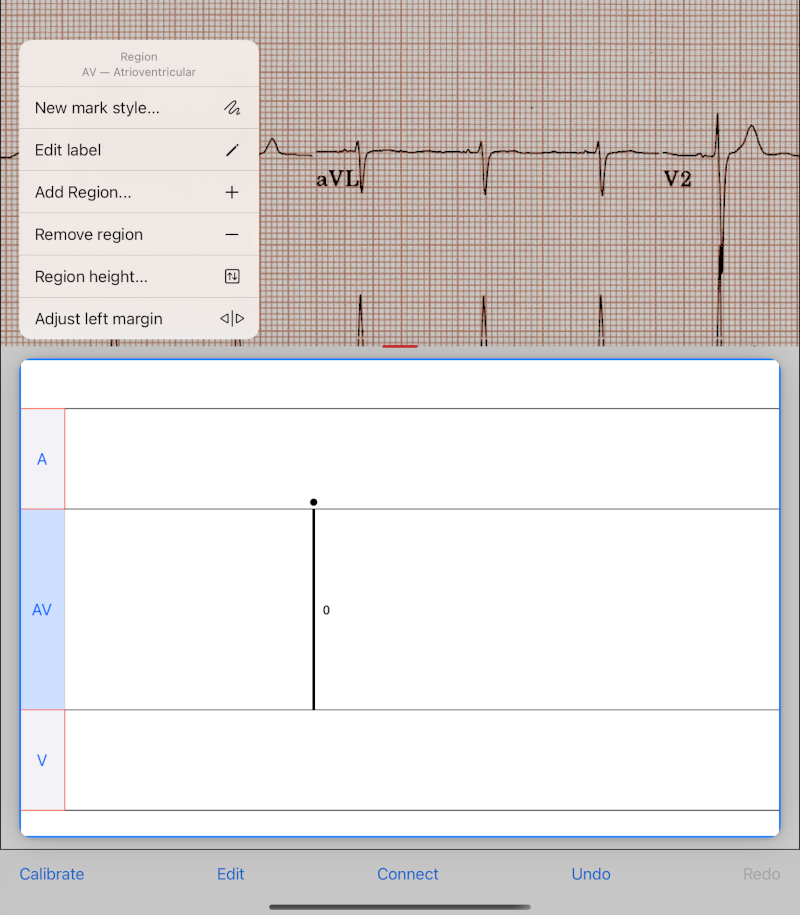 Region
AV — Atrioventricular
New mark style...
Edit label
Add Region...
Remove region
Region height...
Adjust left margin
aVL
V2
A
AV
0
V
Calibrate
Edit
Connect
Undo
Redo